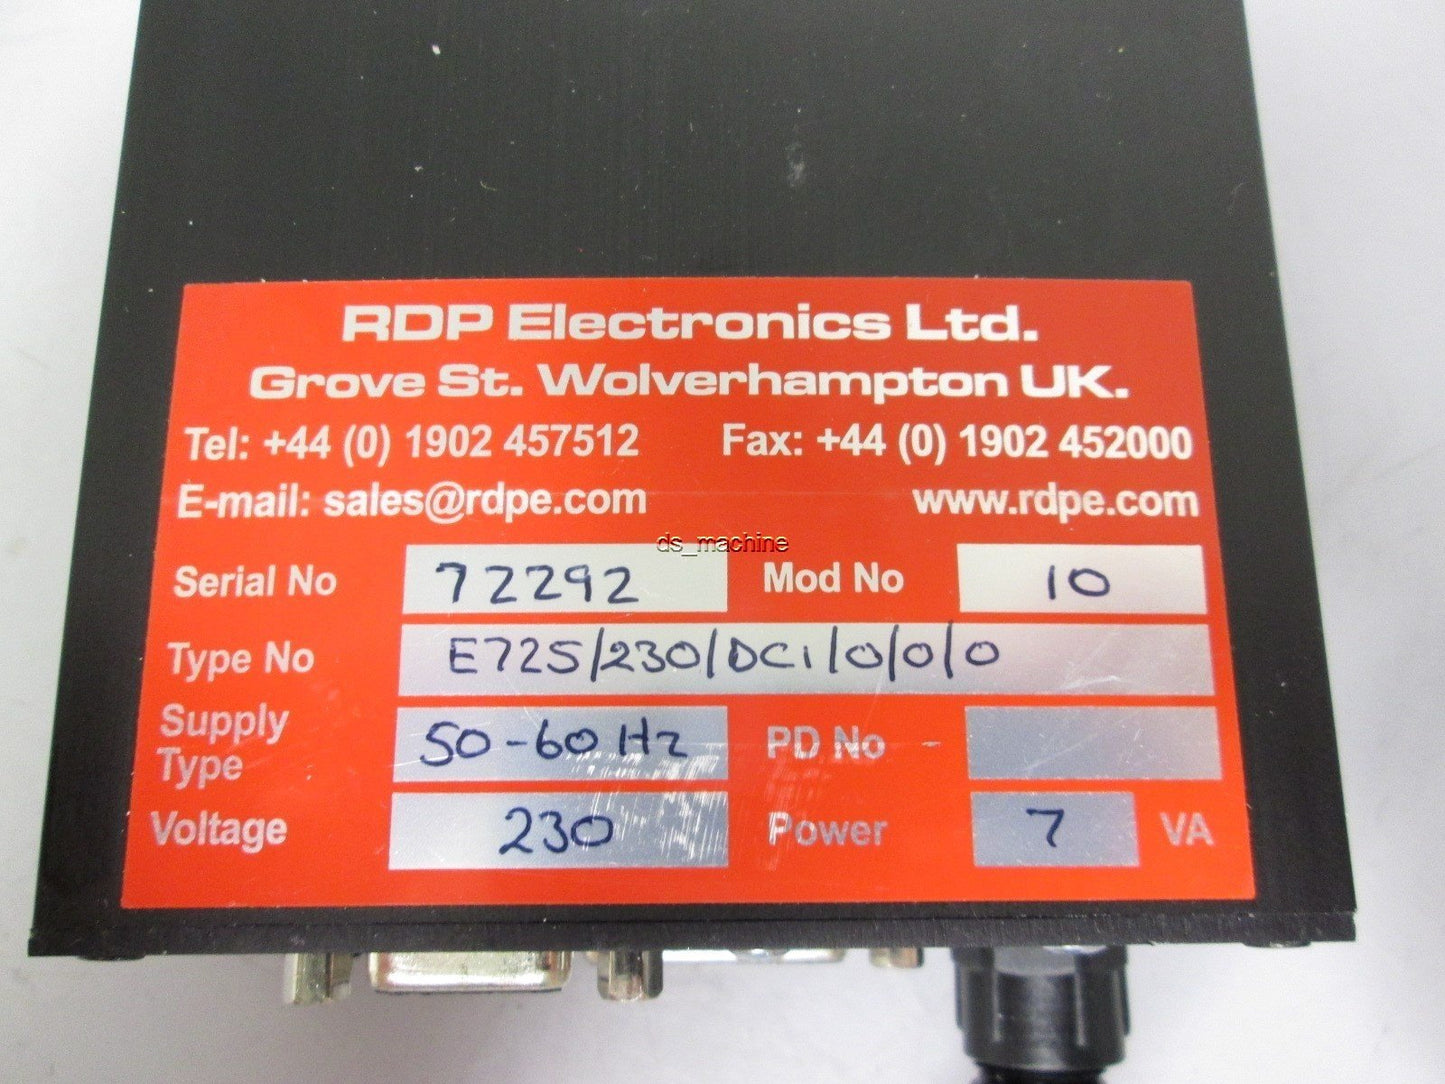 RDP Electronics Ltd.
Grove St. Wolverhampton UK.
Tel: +44 (0) 1902 457512 Fax: +44 (0) 1902 452000
E-mail: sales@rdpe.com www.rdpe.com
ds_machine
Serial No 72292 Mod No 10
Type No E725/230/DC1/0/0/0
Supply Type 50-60Hz PD No
Voltage 230 Power 7 VA